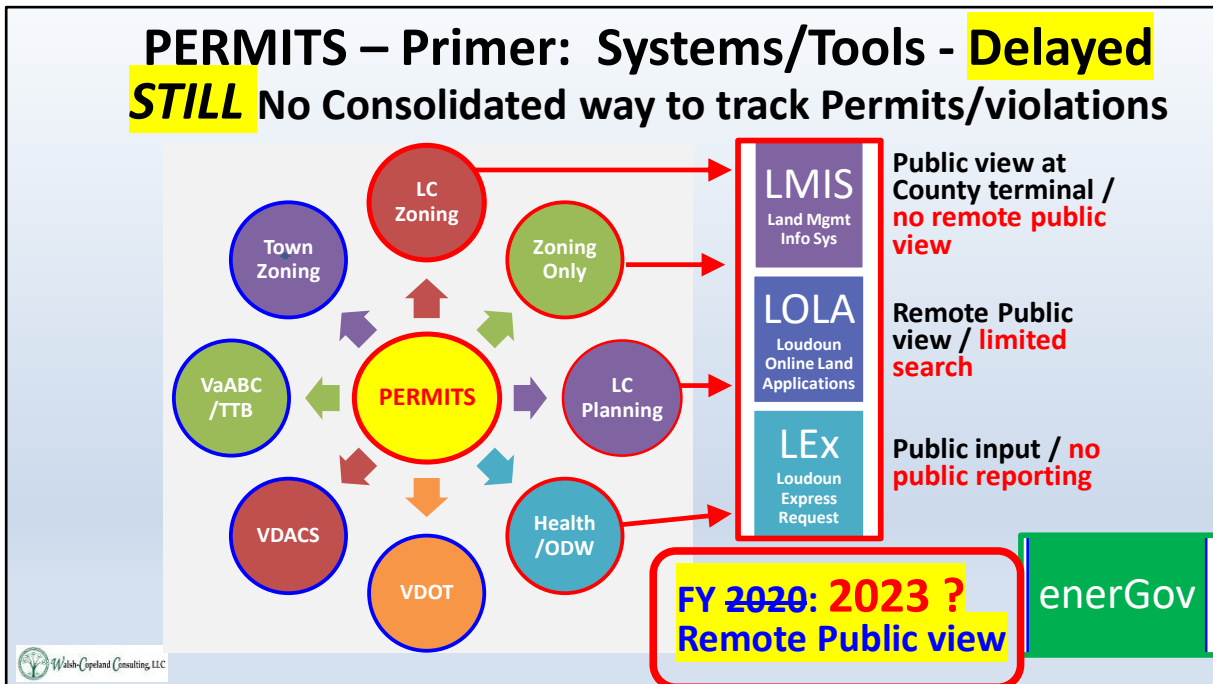 PERMITS – Primer: Systems/Tools - Delayed
STILL No Consolidated way to track Permits/violations
LC
Zoning
Zoning
Only
LC
Planning
Health
/ODW
VDOT
VDACS
VaABC
/TTB
Town
Zoning
PERMITS
LMIS
Land Mgmt
Info Sys
Public view at
County terminal /
no remote public
view
LOLA
Loudoun
Online Land
Applications
Remote Public
view / limited
search
LEx
Loudoun
Express
Request
Public input / no
public reporting
FY 2020: 2023 ?
Remote Public view
enerGov
Walsh-Copeland Consulting, LLC